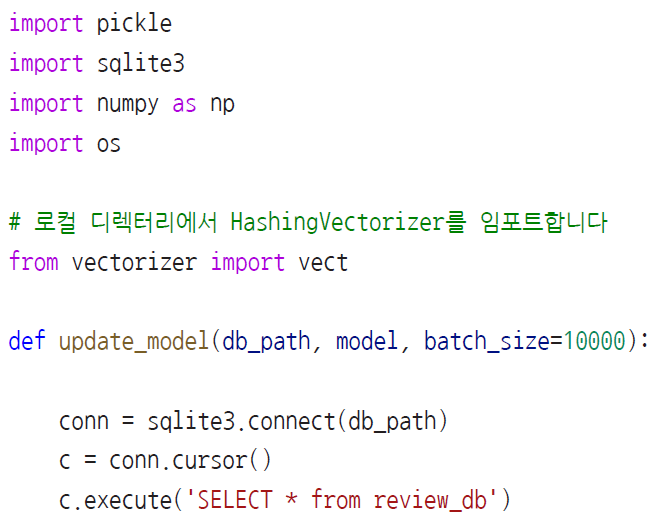 import pickle
import sqlite3
import numpy as np
import os
# 로컬 디렉터리에서 HashingVectorizer를 임포트합니다
from vectorizer import vect
def update_model(db_path, model, batch_size=10000):
conn = sqlite3.connect(db_path)
c = conn.cursor()
c.execute('SELECT * from review_db')